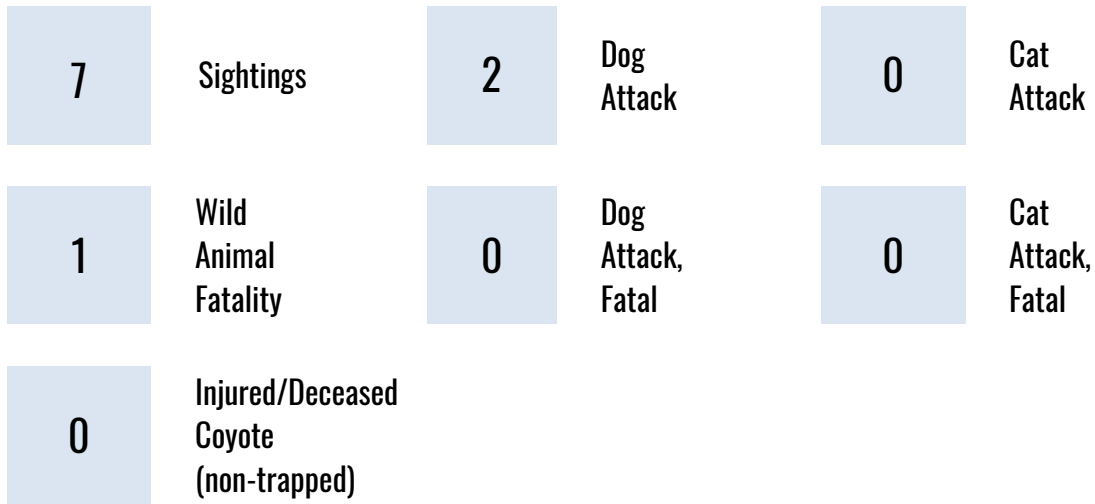 7
Sightings
2
Dog
Attack
0
Cat
Attack
1
Wild
Animal
Fatality
0
Dog
Attack,
Fatal
0
Cat
Attack,
Fatal
0
Injured/Deceased
Coyote
(non-trapped)